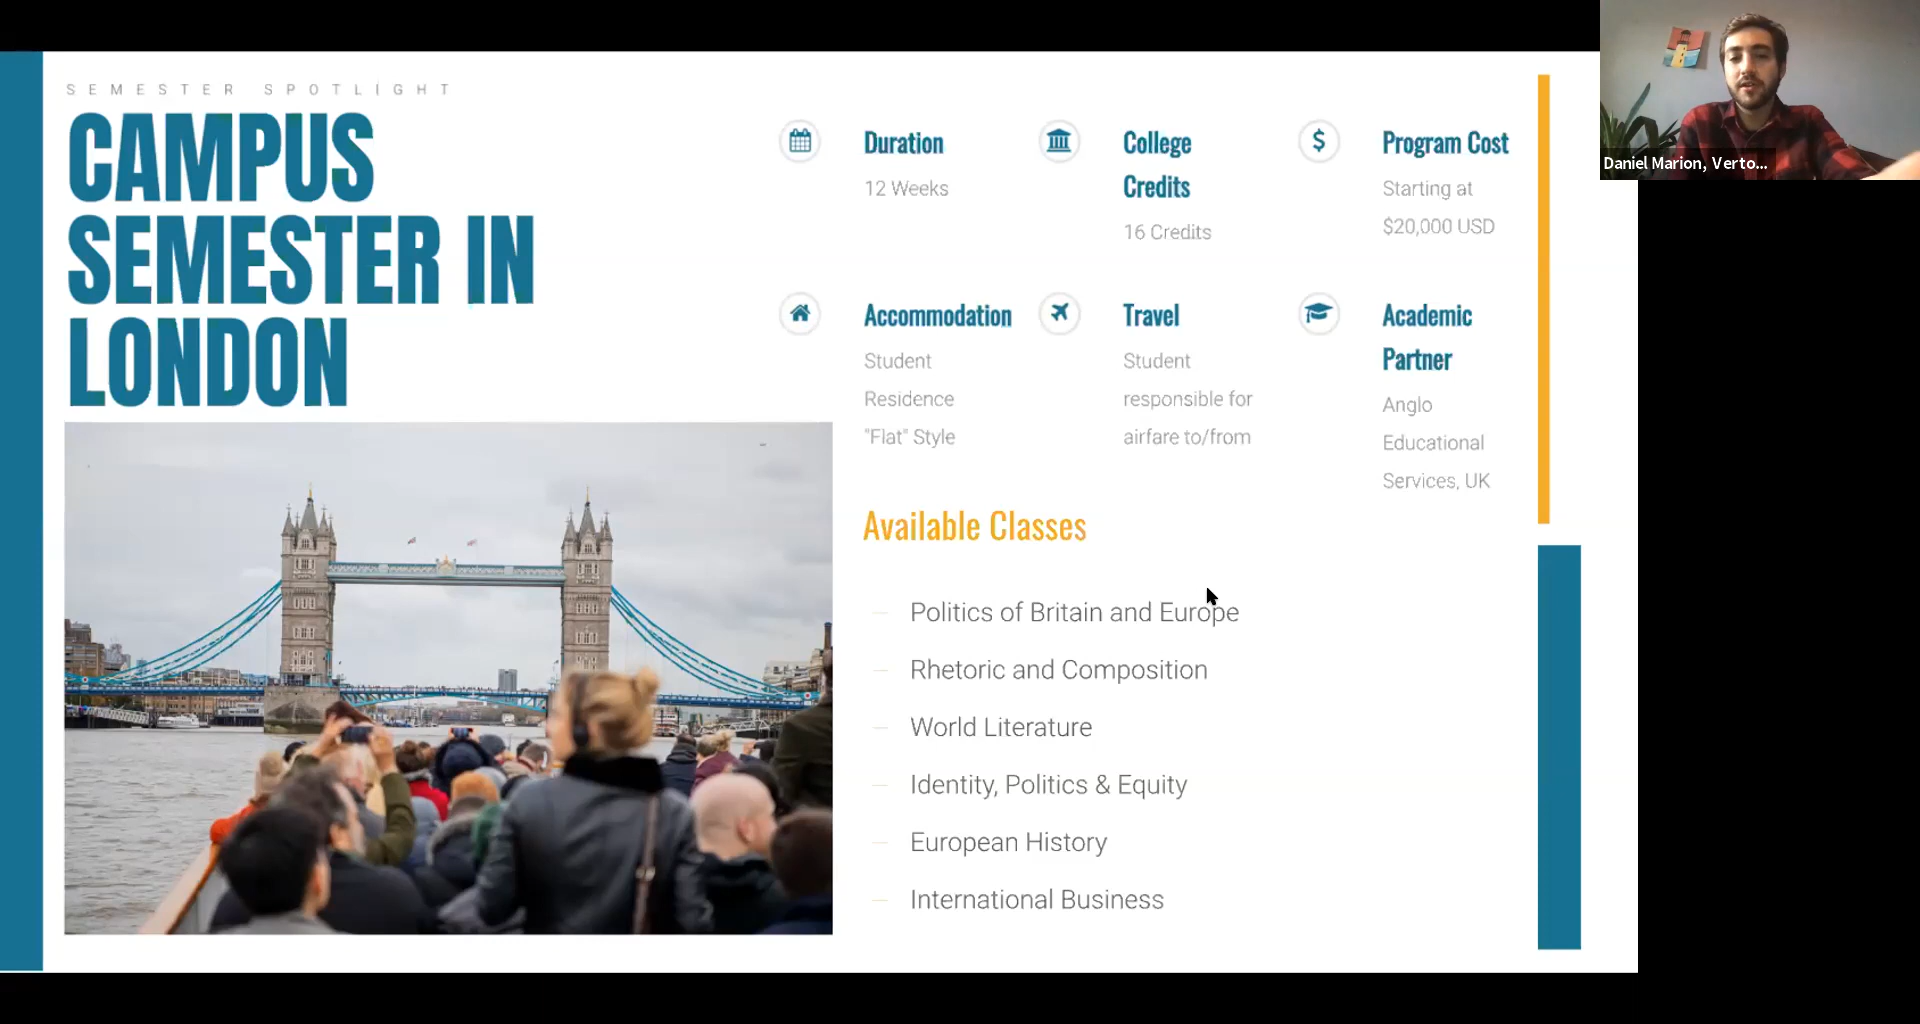 SEMESTER SPOTLIGHT
CAMPUS
SEMESTER IN
LONDON
Duration
12 Weeks
College
Credits
16 Credits
Program Cost
Starting at
$20,000 USD
Accommodation
Student
Residence
"Flat" Style
Travel
Student
responsible for
airfare to/from
Academic
Partner
Anglo
Educational
Services, UK
Available Classes
Politics of Britain and Europe
Rhetoric and Composition
World Literature
Identity, Politics & Equity
European History
International Business
Daniel Marion, Verto...